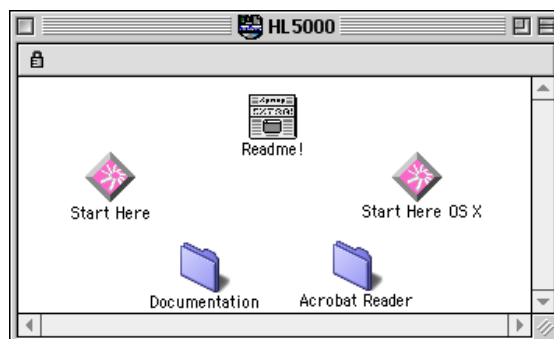 HL5000
Readme!
Start Here
Start Here OS X
Documentation
Acrobat Reader